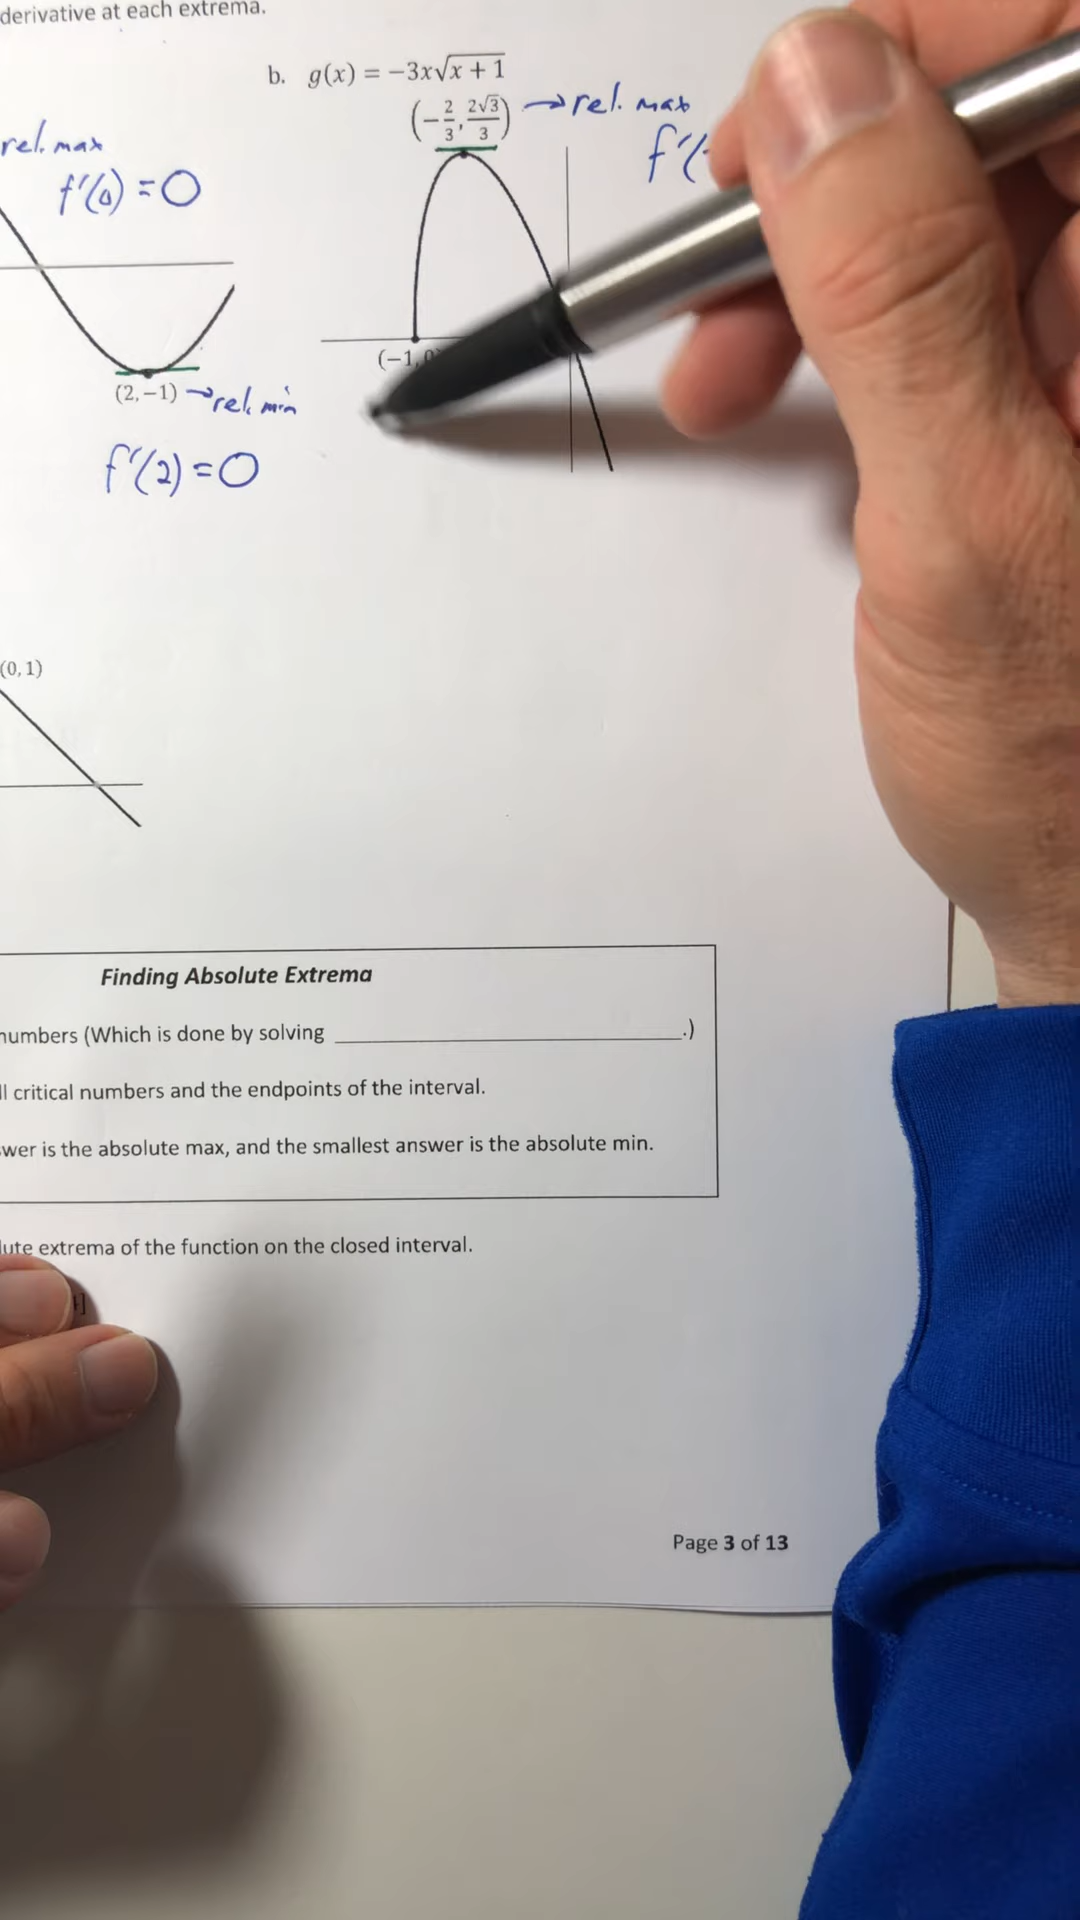 derivative at each extrema.
b. g(x) = −3x√(x + 1)
(−2/3, 2√3/3) → rel. max
rel. max
f'(
f'(0) = 0
(−1, 0
(2, −1) → rel. min
f'(2) = 0
(0, 1)
Finding Absolute Extrema
numbers (Which is done by solving ____________________.)
critical numbers and the endpoints of the interval.
is the absolute max, and the smallest answer is the absolute min.
extrema of the function on the closed interval.
]
Page 3 of 13